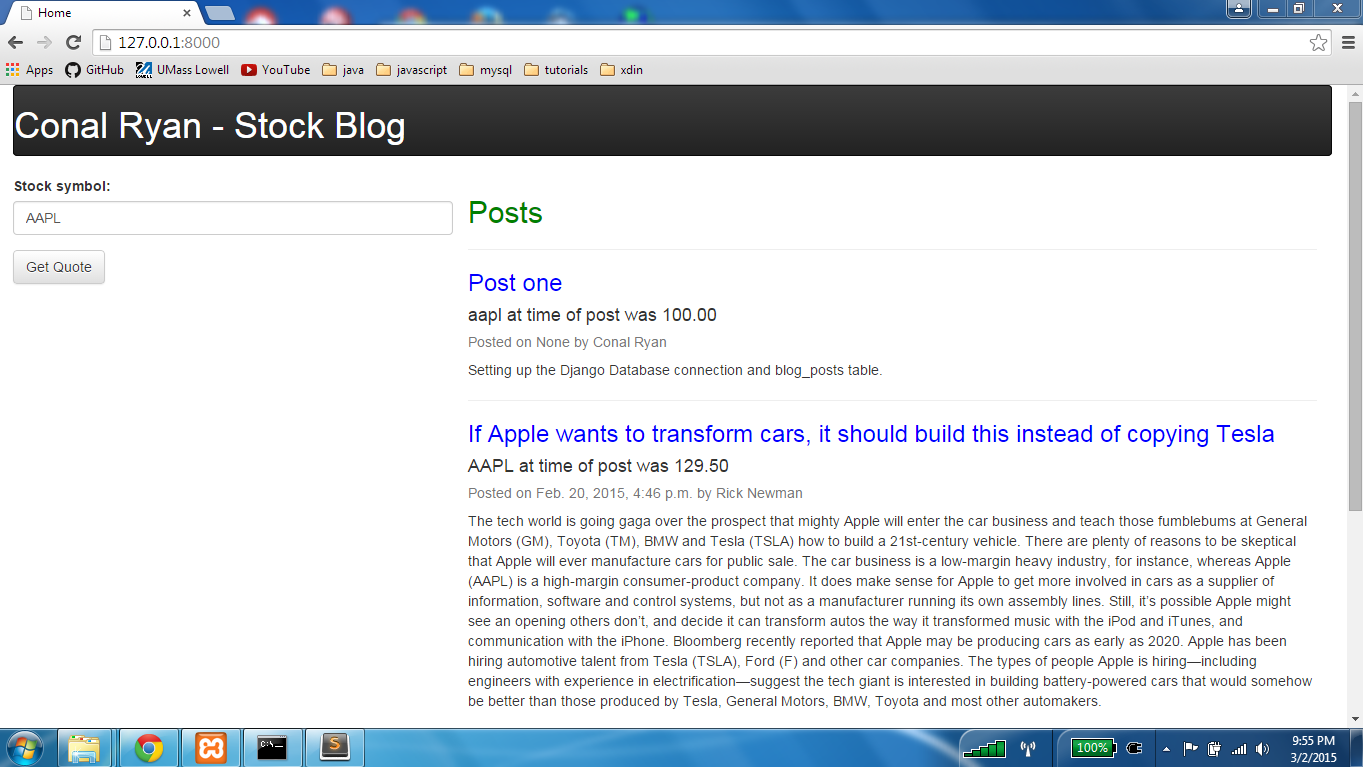 Home
127.0.0.1:8000
Apps GitHub UMass Lowell YouTube java javascript mysql tutorials xdin
Conal Ryan - Stock Blog
Stock symbol:
AAPL
Get Quote
Posts
Post one
aapl at time of post was 100.00
Posted on None by Conal Ryan
Setting up the Django Database connection and blog_posts table.
If Apple wants to transform cars, it should build this instead of copying Tesla
AAPL at time of post was 129.50
Posted on Feb. 20, 2015, 4:46 p.m. by Rick Newman
The tech world is going gaga over the prospect that mighty Apple will enter the car business and teach those fumblebums at General
Motors (GM), Toyota (TM), BMW and Tesla (TSLA) how to build a 21st-century vehicle. There are plenty of reasons to be skeptical
that Apple will ever manufacture cars for public sale. The car business is a low-margin heavy industry, for instance, whereas Apple
(AAPL) is a high-margin consumer-product company. It does make sense for Apple to get more involved in cars as a supplier of
information, software and control systems, but not as a manufacturer running its own assembly lines. Still, it’s possible Apple might
see an opening others don’t, and decide it can transform autos the way it transformed music with the iPod and iTunes, and
communication with the iPhone. Bloomberg recently reported that Apple may be producing cars as early as 2020. Apple has been
hiring automotive talent from Tesla (TSLA), Ford (F) and other car companies. The types of people Apple is hiring—including
engineers with experience in electrification—suggest the tech giant is interested in building battery-powered cars that would somehow
be better than those produced by Tesla, General Motors, BMW, Toyota and most other automakers.
C:\
S
100%
9:55 PM
3/2/2015